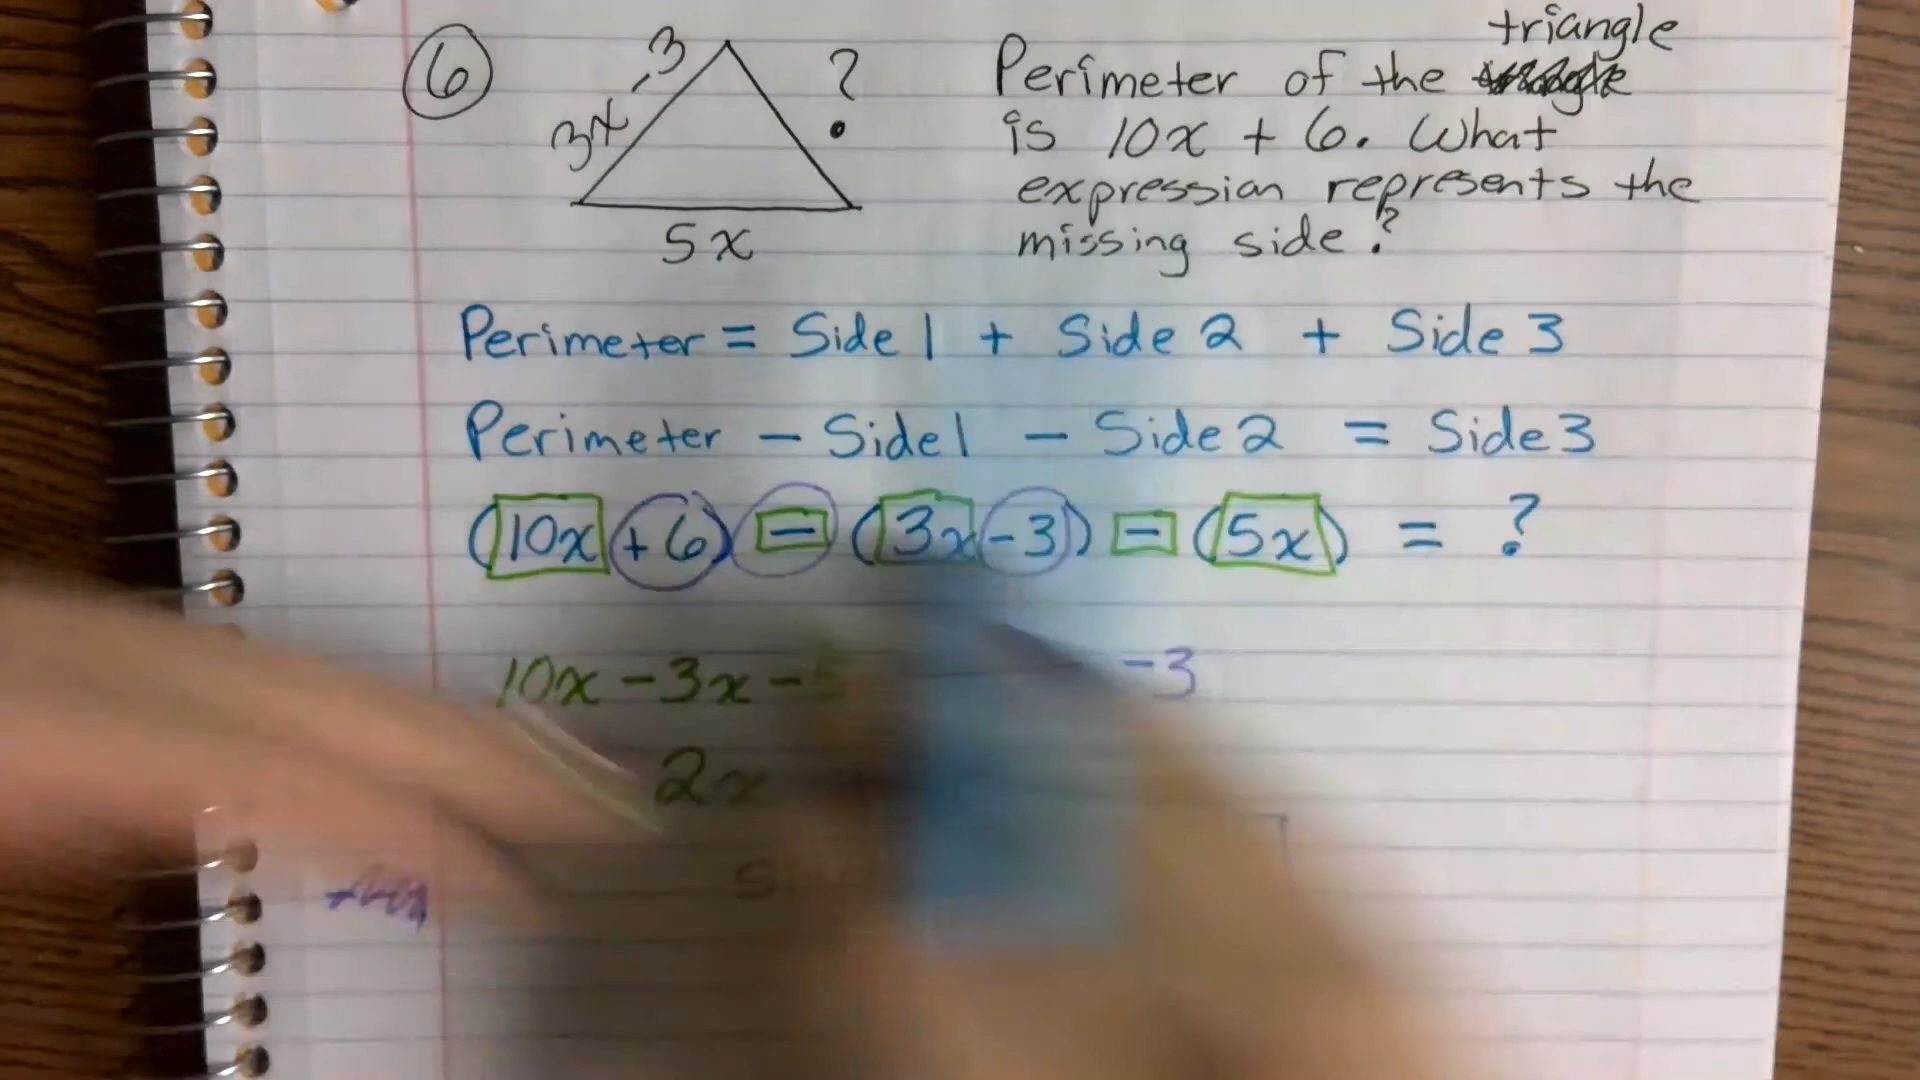 6
3x - 3
?
5x
triangle
Perimeter of the
is 10x + 6. What
expression represents the
missing side?
Perimeter = Side 1 + Side 2 + Side 3
Perimeter - Side 1 - Side 2 = Side 3
(10x + 6) - (3x - 3) - (5x) = ?
10x - 3x - 5
-3
2x